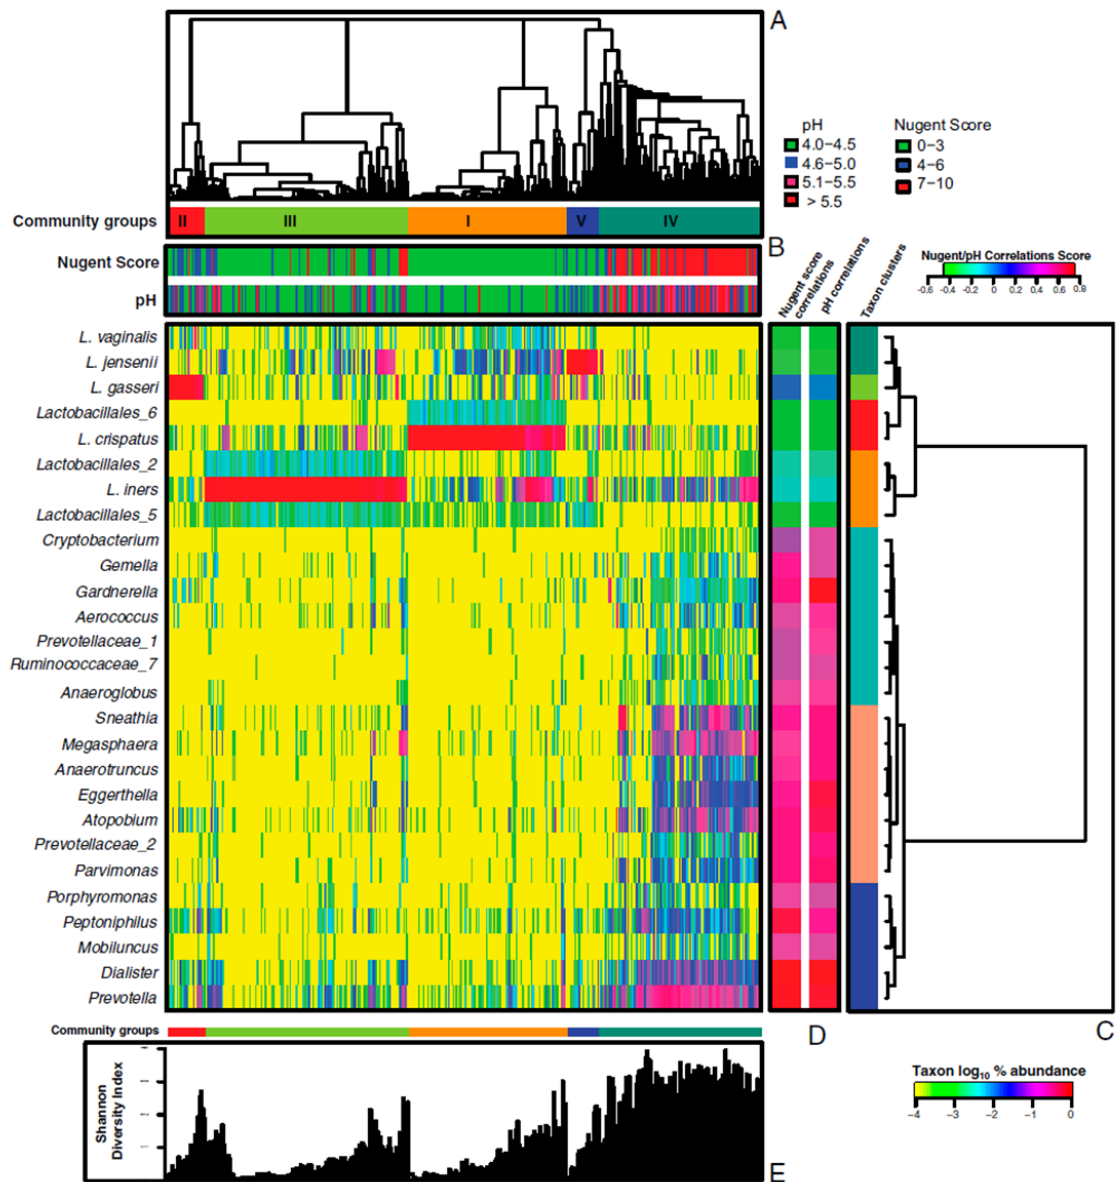 A
pH
4.0−4.5
4.6−5.0
5.1−5.5
> 5.5
Nugent Score
0−3
4−6
7−10
Community groups
II
III
I
V
IV
B
Nugent Score
pH
Nugent score
correlations
pH correlations
Taxon clusters
Nugent/pH Correlations Score
-0.6
-0.4
-0.2
0
0.2
0.4
0.6
0.8
L. vaginalis
L. jensenii
L. gasseri
Lactobacillales_6
L. crispatus
Lactobacillales_2
L. iners
Lactobacillales_5
Cryptobacterium
Gemella
Gardnerella
Aerococcus
Prevotellaceae_1
Ruminococcaceae_7
Anaeroglobus
Sneathia
Megasphaera
Anaerotruncus
Eggerthella
Atopobium
Prevotellaceae_2
Parvimonas
Porphyromonas
Peptoniphilus
Mobiluncus
Dialister
Prevotella
Community groups
D
C
Shannon
Diversity Index
E
Taxon log10 % abundance
−4
−3
−2
−1
0